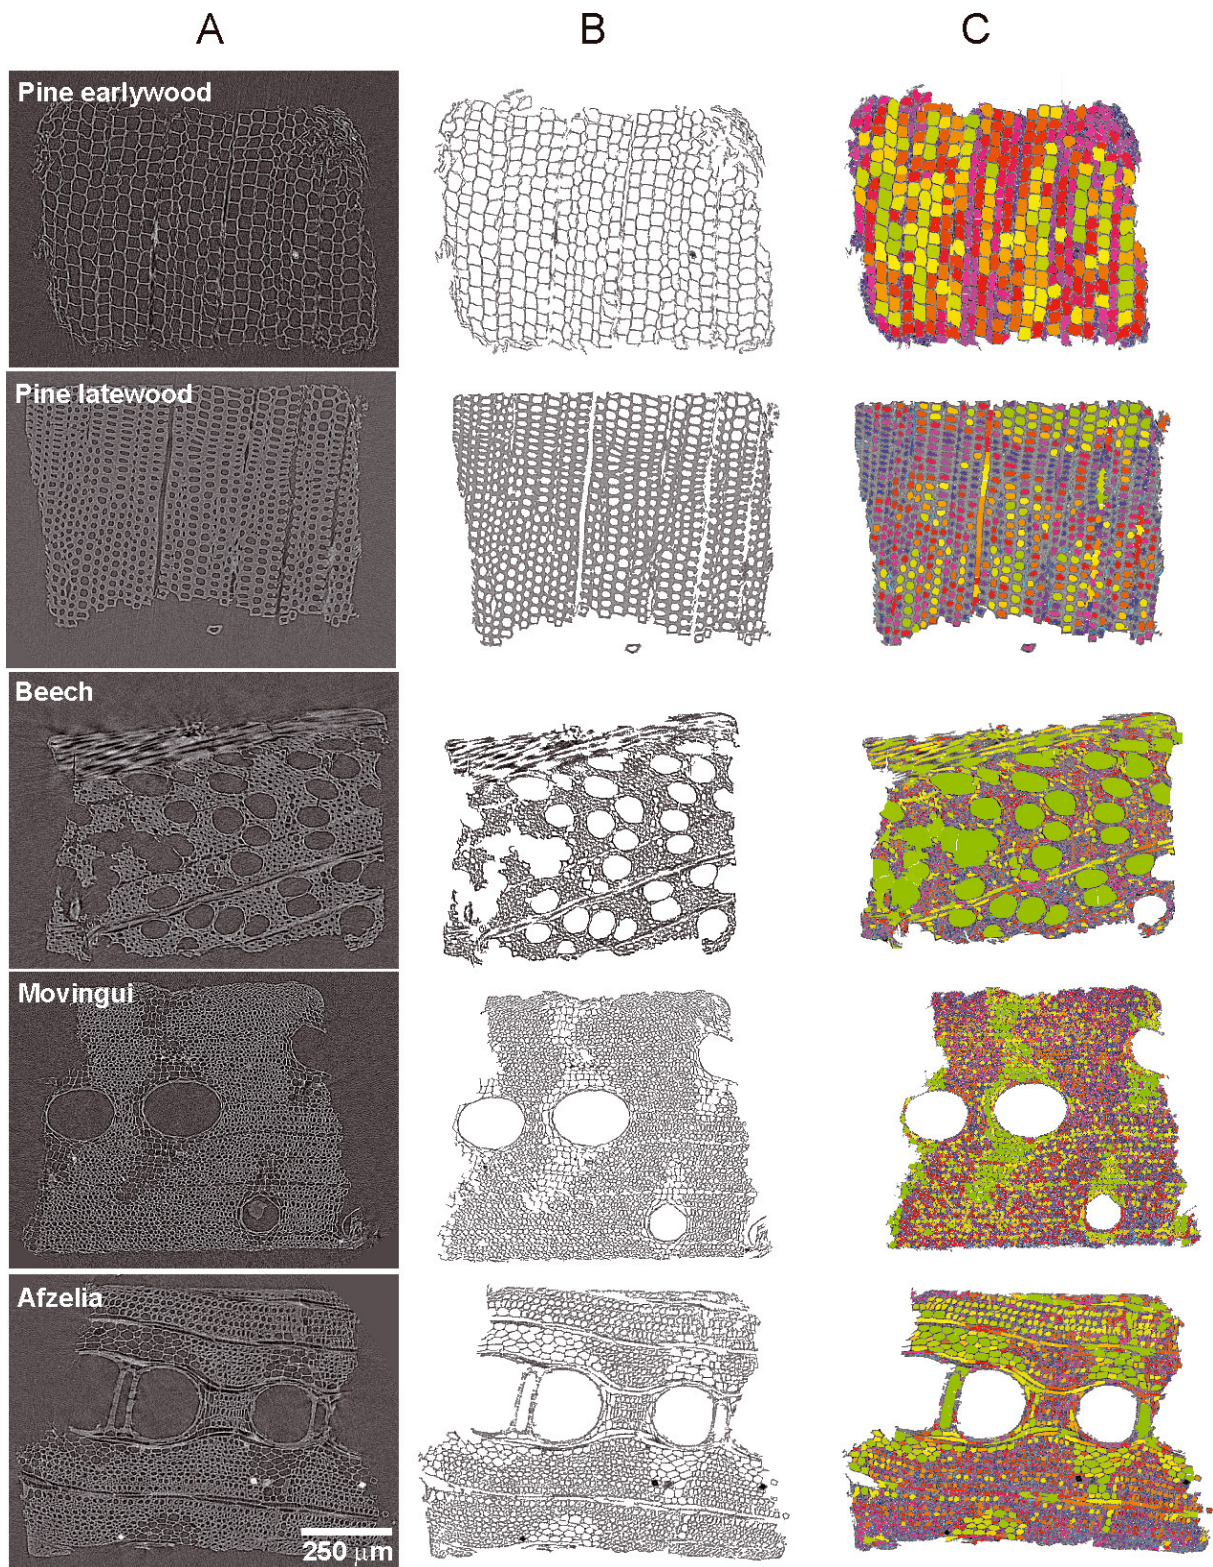 A
B
C
Pine earlywood
Pine latewood
Beech
Movingui
Afzelia
250 μm